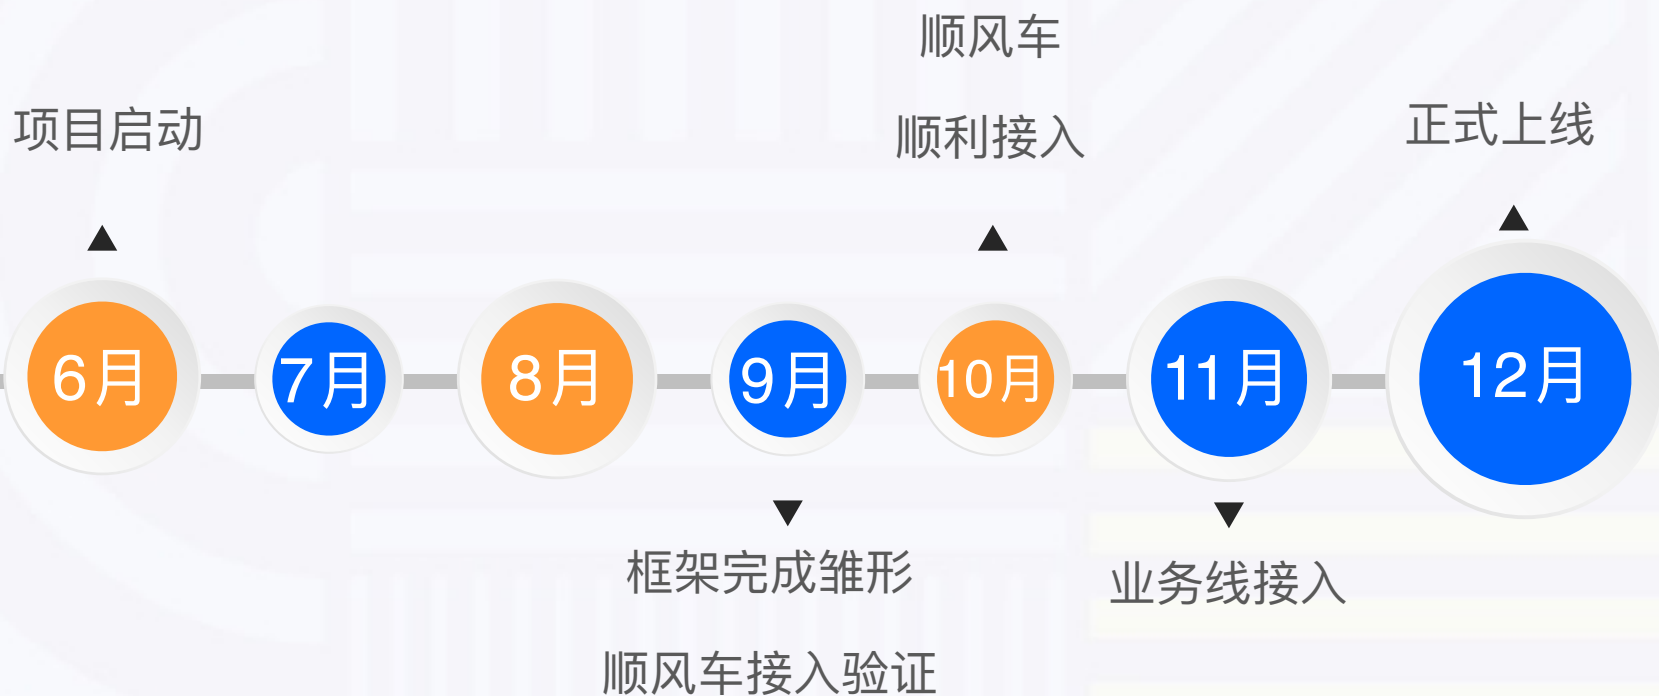 顺风车
项目启动
顺利接入
正式上线
6月
7月
8月
9月
10月
11月
12月
框架完成雏形
业务线接入
顺风车接入验证